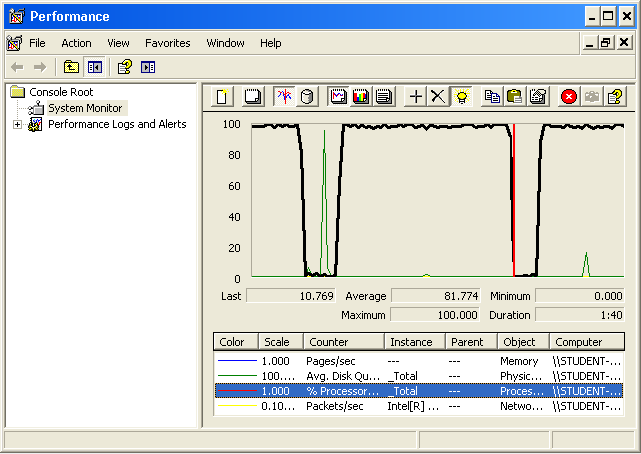 Performance
File Action View Favorites Window Help
Console Root
System Monitor
Performance Logs and Alerts
100
80
60
40
20
0
Last 10.769 Average 81.774 Minimum 0.000
Maximum 100.000 Duration 1:40
Color Scale Counter Instance Parent Object Computer
1.000 Pages/sec --- --- Memory \\STUDENT-...
100.... Avg. Disk Qu... _Total --- Physic... \\STUDENT-...
1.000 % Processor... _Total --- Proces... \\STUDENT-...
0.10... Packets/sec Intel[R] ... --- Netwo... \\STUDENT-...